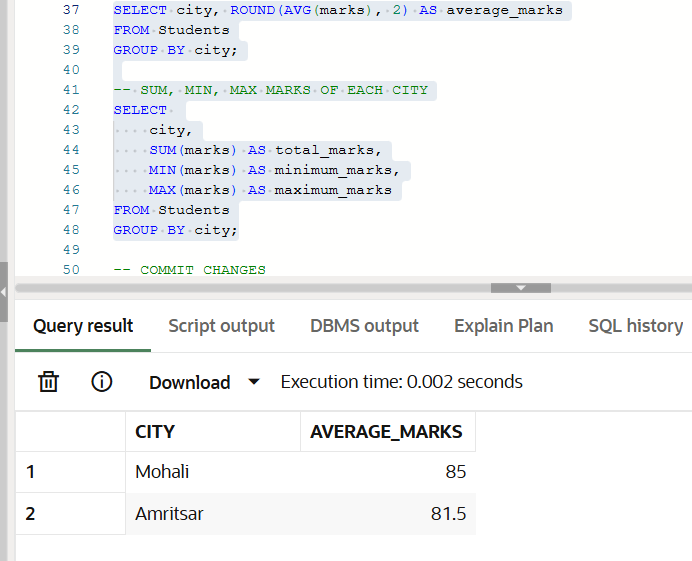 37 SELECT city, ROUND(AVG(marks), 2) AS average_marks
38 FROM Students
39 GROUP BY city;
40
41 -- SUM, MIN, MAX MARKS OF EACH CITY
42 SELECT
43 city,
44 SUM(marks) AS total_marks,
45 MIN(marks) AS minimum_marks,
46 MAX(marks) AS maximum_marks
47 FROM Students
48 GROUP BY city;
49
50 -- COMMIT CHANGES
Query result Script output DBMS output Explain Plan SQL history
Download Execution time: 0.002 seconds
CITY AVERAGE_MARKS
1 Mohali 85
2 Amritsar 81.5